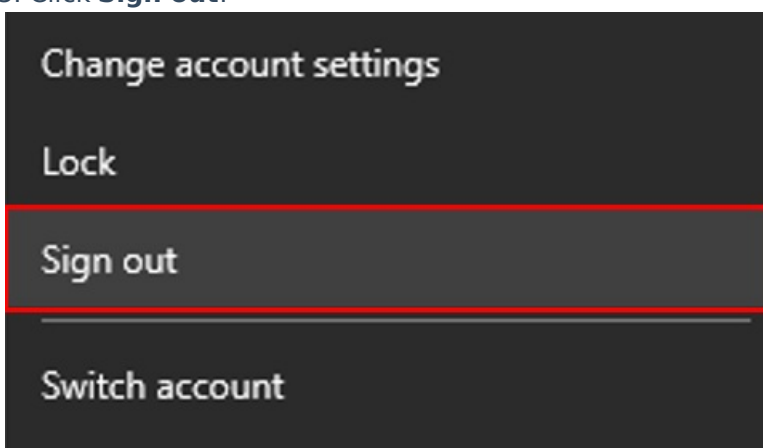 Click Sign out.
Change account settings
Lock
Sign out
Switch account